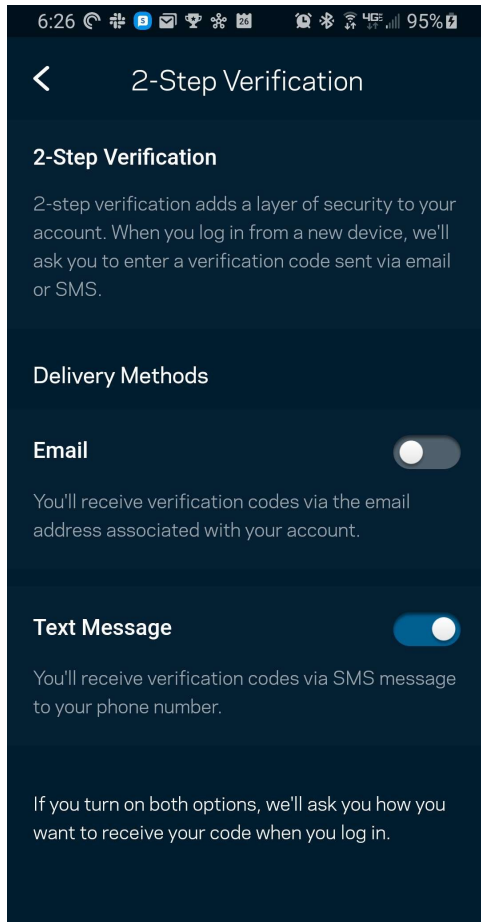 6:26 S 26 4GE 95%
2-Step Verification
2-Step Verification
2-step verification adds a layer of security to your
account. When you log in from a new device, we'll
ask you to enter a verification code sent via email
or SMS.
Delivery Methods
Email
You'll receive verification codes via the email
address associated with your account.
Text Message
You'll receive verification codes via SMS message
to your phone number.
If you turn on both options, we'll ask you how you
want to receive your code when you log in.